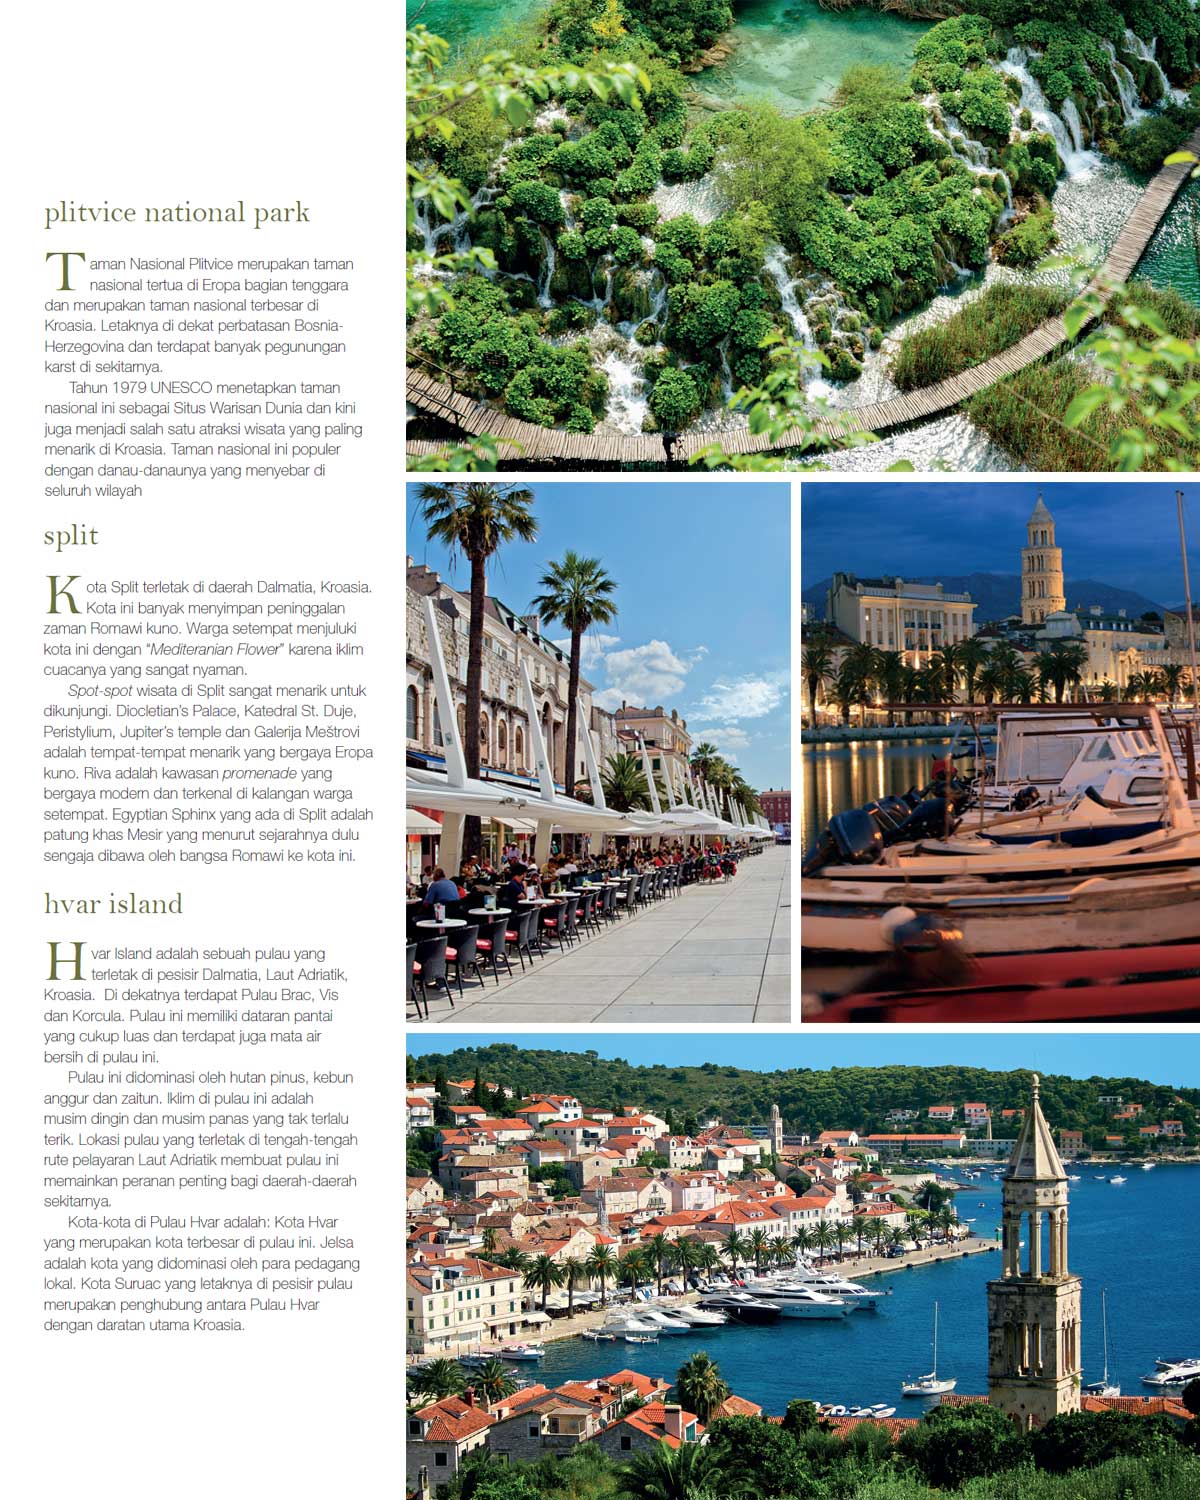 plitvice national park
Taman Nasional Plitvice merupakan taman
nasional tertua di Eropa bagian tenggara
dan merupakan taman nasional terbesar di
Kroasia. Letaknya di dekat perbatasan Bosnia-
Herzegovina dan terdapat banyak pegunungan
karst di sekitarnya.
Tahun 1979 UNESCO menetapkan taman
nasional ini sebagai Situs Warisan Dunia dan kini
juga menjadi salah satu atraksi wisata yang paling
menarik di Kroasia. Taman nasional ini populer
dengan danau-danaunya yang menyebar di
seluruh wilayah
split
Kota Split terletak di daerah Dalmatia, Kroasia.
Kota ini banyak menyimpan peninggalan
zaman Romawi kuno. Warga setempat menjuluki
kota ini dengan “Mediteranian Flower” karena iklim
cuacanya yang sangat nyaman.
Spot-spot wisata di Split sangat menarik untuk
dikunjungi. Diocletian’s Palace, Katedral St. Duje,
Peristylium, Jupiter’s temple dan Galerija Meštrovi
adalah tempat-tempat menarik yang bergaya Eropa
kuno. Riva adalah kawasan promenade yang
bergaya modern dan terkenal di kalangan warga
setempat. Egyptian Sphinx yang ada di Split adalah
patung khas Mesir yang menurut sejarahnya dulu
sengaja dibawa oleh bangsa Romawi ke kota ini.
hvar island
Hvar Island adalah sebuah pulau yang
terletak di pesisir Dalmatia, Laut Adriatik,
Kroasia. Di dekatnya terdapat Pulau Brac, Vis
dan Korcula. Pulau ini memiliki dataran pantai
yang cukup luas dan terdapat juga mata air
bersih di pulau ini.
Pulau ini didominasi oleh hutan pinus, kebun
anggur dan zaitun. Iklim di pulau ini adalah
musim dingin dan musim panas yang tak terlalu
terik. Lokasi pulau yang terletak di tengah-tengah
rute pelayaran Laut Adriatik membuat pulau ini
memainkan peranan penting bagi daerah-daerah
sekitarnya.
Kota-kota di Pulau Hvar adalah: Kota Hvar
yang merupakan kota terbesar di pulau ini. Jelsa
adalah kota yang didominasi oleh para pedagang
lokal. Kota Suruac yang letaknya di pesisir pulau
merupakan penghubung antara Pulau Hvar
dengan daratan utama Kroasia.